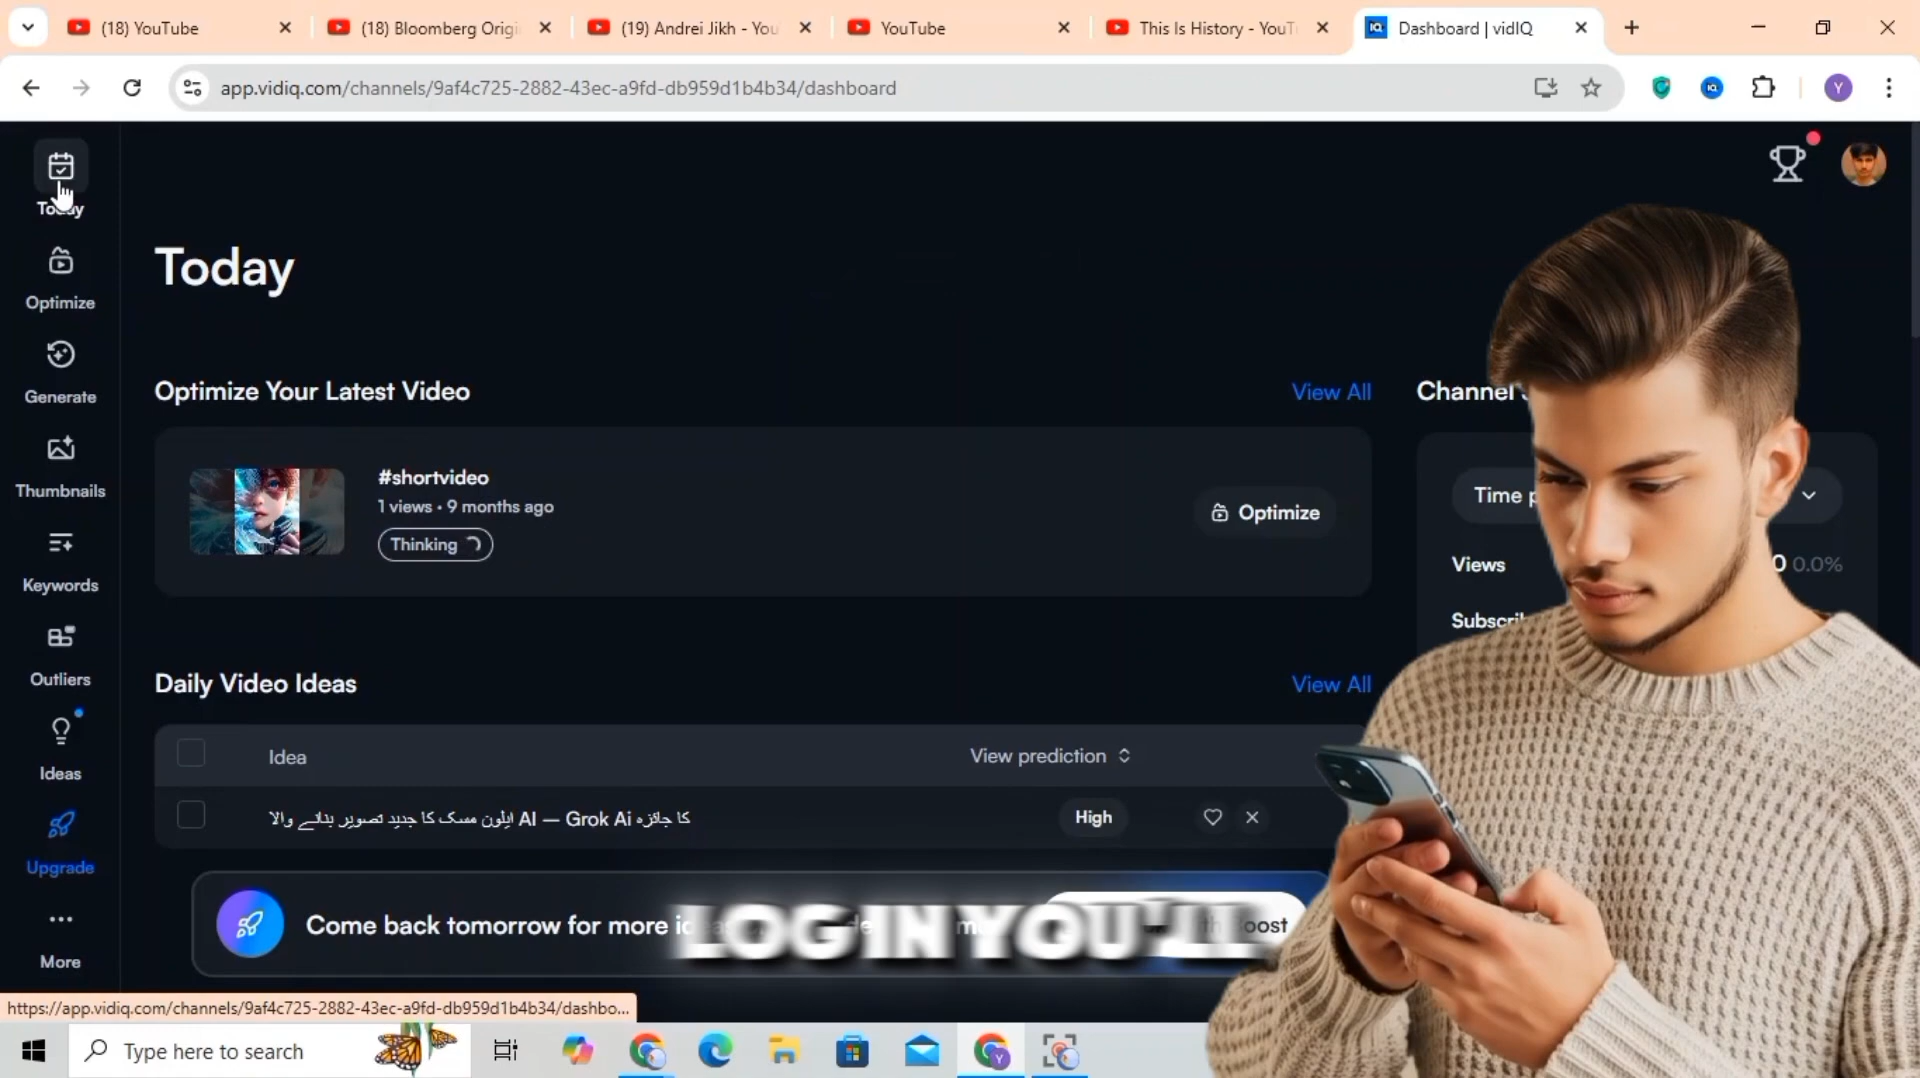 (18) YouTube
(18) Bloomberg Origi
(19) Andrei Jikh - You
YouTube
This Is History - YouT
Dashboard | vidIQ
app.vidiq.com/channels/9af4c725-2882-43ec-a9fd-db959d1b4b34/dashboard
Y
Today
Optimize
Generate
Thumbnails
Keywords
Outliers
Ideas
Upgrade
More
Today
Optimize Your Latest Video
View All
#shortvideo
1 views • 9 months ago
Thinking
Optimize
Channel
Time p
Views
0 0.0%
Subscri
Daily Video Ideas
View All
Idea
View prediction
ایلون مسک کا جدید تصویر بنانے والا AI — Grok Ai کا جائزہ
High
Come back tomorrow for more
LOG IN YOU'LL
oost
https://app.vidiq.com/channels/9af4c725-2882-43ec-a9fd-db959d1b4b34/dashbo...
Type here to search